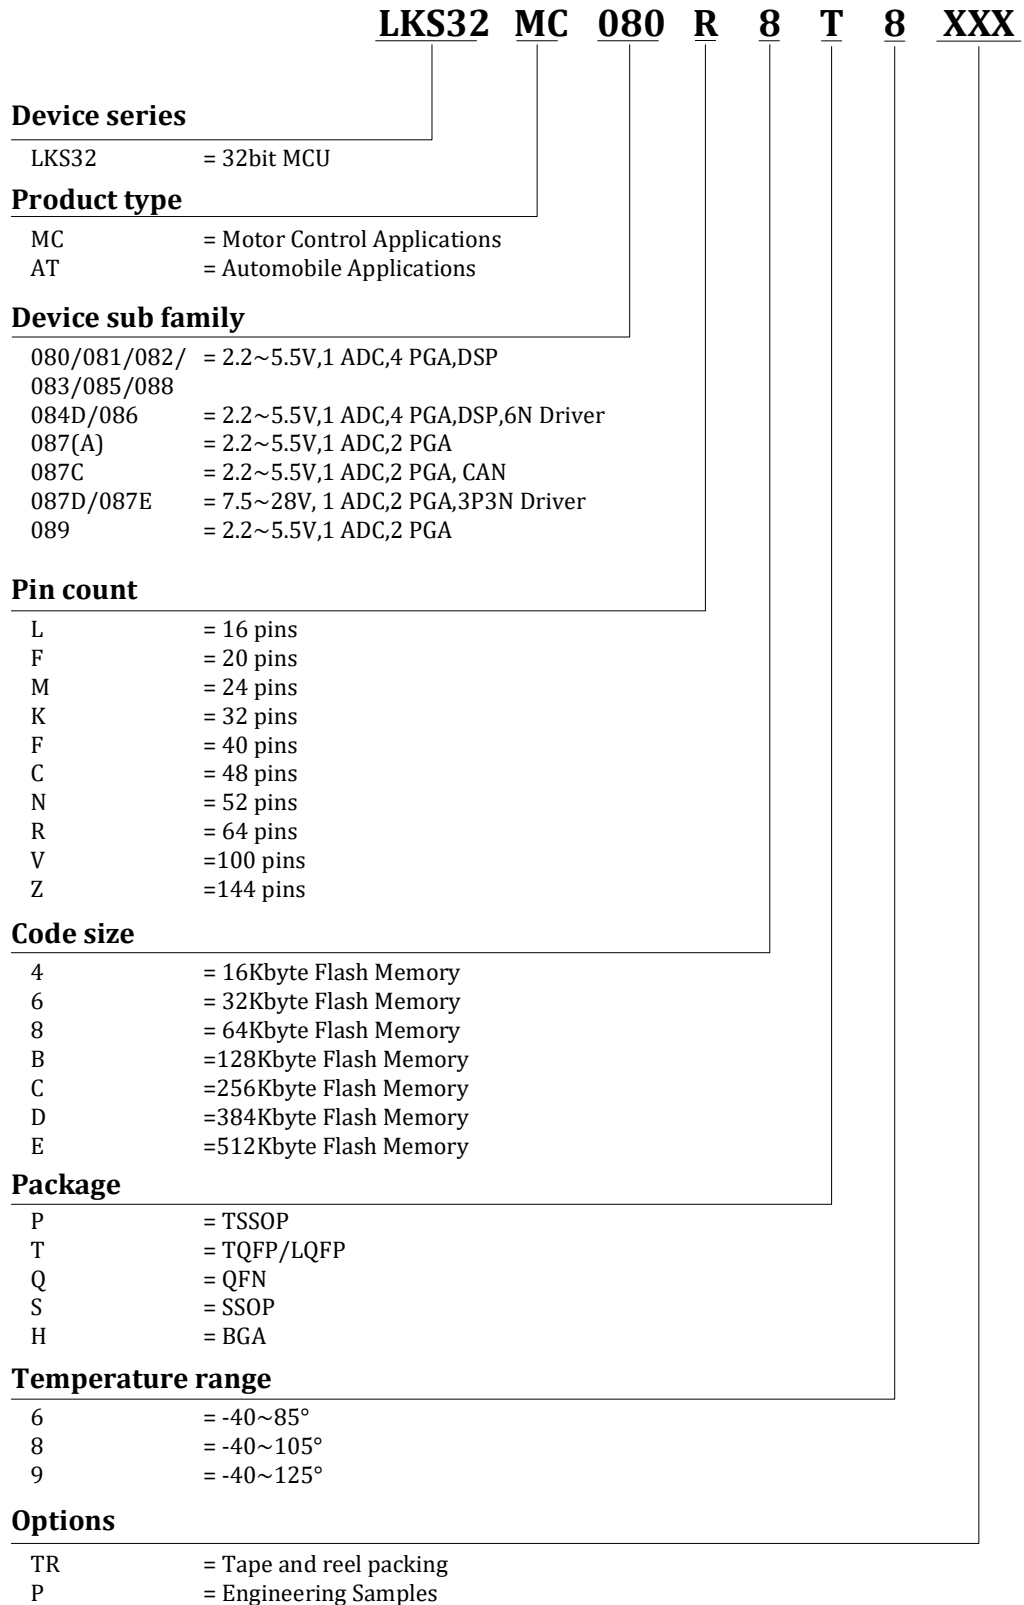 LKS32 MC 080 R 8 T 8 XXX
Device series
LKS32 = 32bit MCU
Product type
MC = Motor Control Applications
AT = Automobile Applications
Device sub family
080/081/082/ = 2.2~5.5V,1 ADC,4 PGA,DSP
083/085/088
084D/086 = 2.2~5.5V,1 ADC,4 PGA,DSP,6N Driver
087(A) = 2.2~5.5V,1 ADC,2 PGA
087C = 2.2~5.5V,1 ADC,2 PGA, CAN
087D/087E = 7.5~28V, 1 ADC,2 PGA,3P3N Driver
089 = 2.2~5.5V,1 ADC,2 PGA
Pin count
L = 16 pins
F = 20 pins
M = 24 pins
K = 32 pins
F = 40 pins
C = 48 pins
N = 52 pins
R = 64 pins
V =100 pins
Z =144 pins
Code size
4 = 16Kbyte Flash Memory
6 = 32Kbyte Flash Memory
8 = 64Kbyte Flash Memory
B =128Kbyte Flash Memory
C =256Kbyte Flash Memory
D =384Kbyte Flash Memory
E =512Kbyte Flash Memory
Package
P = TSSOP
T = TQFP/LQFP
Q = QFN
S = SSOP
H = BGA
Temperature range
6 = -40~85°
8 = -40~105°
9 = -40~125°
Options
TR = Tape and reel packing
P = Engineering Samples